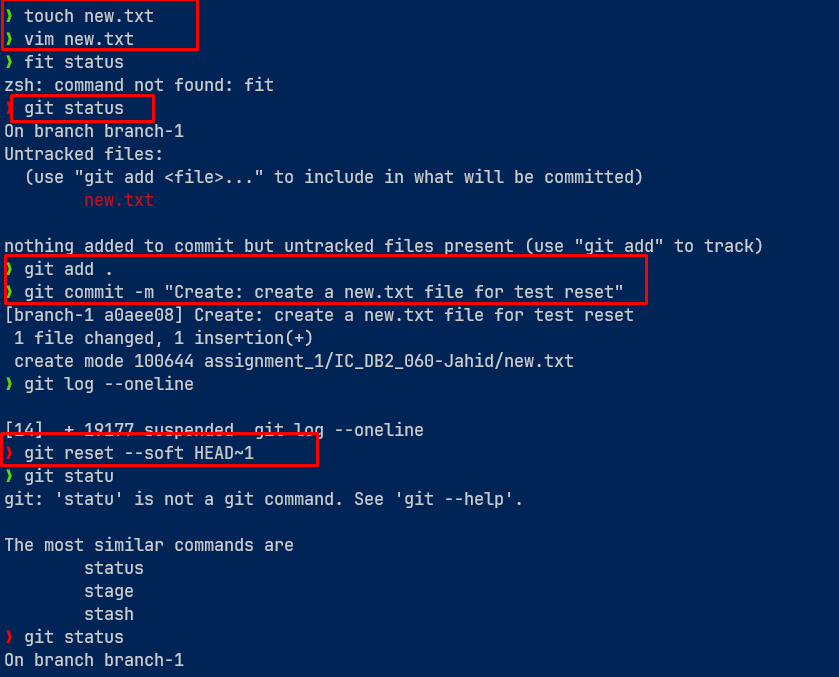 ❯ touch new.txt
❯ vim new.txt
❯ fit status
zsh: command not found: fit
❯ git status
On branch branch-1
Untracked files:
  (use "git add <file>..." to include in what will be committed)
        new.txt

nothing added to commit but untracked files present (use "git add" to track)
❯ git add .
❯ git commit -m "Create: create a new.txt file for test reset"
[branch-1 a0aee08] Create: create a new.txt file for test reset
 1 file changed, 1 insertion(+)
 create mode 100644 assignment_1/IC_DB2_060-Jahid/new.txt
❯ git log --oneline

[14]  + 19177 suspended  git log --oneline
❯ git reset --soft HEAD~1
❯ git statu
git: 'statu' is not a git command. See 'git --help'.

The most similar commands are
        status
        stage
        stash
❯ git status
On branch branch-1